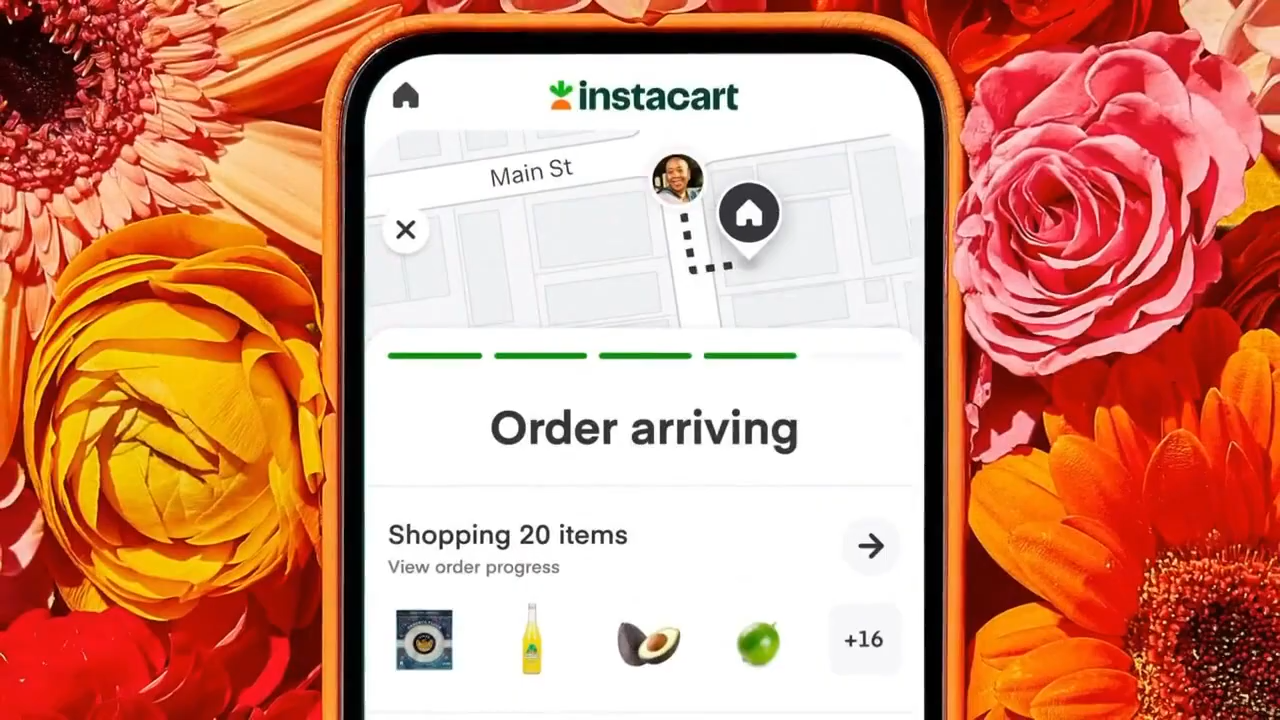 instacart
Main St
Order arriving
Shopping 20 items
View order progress
+16